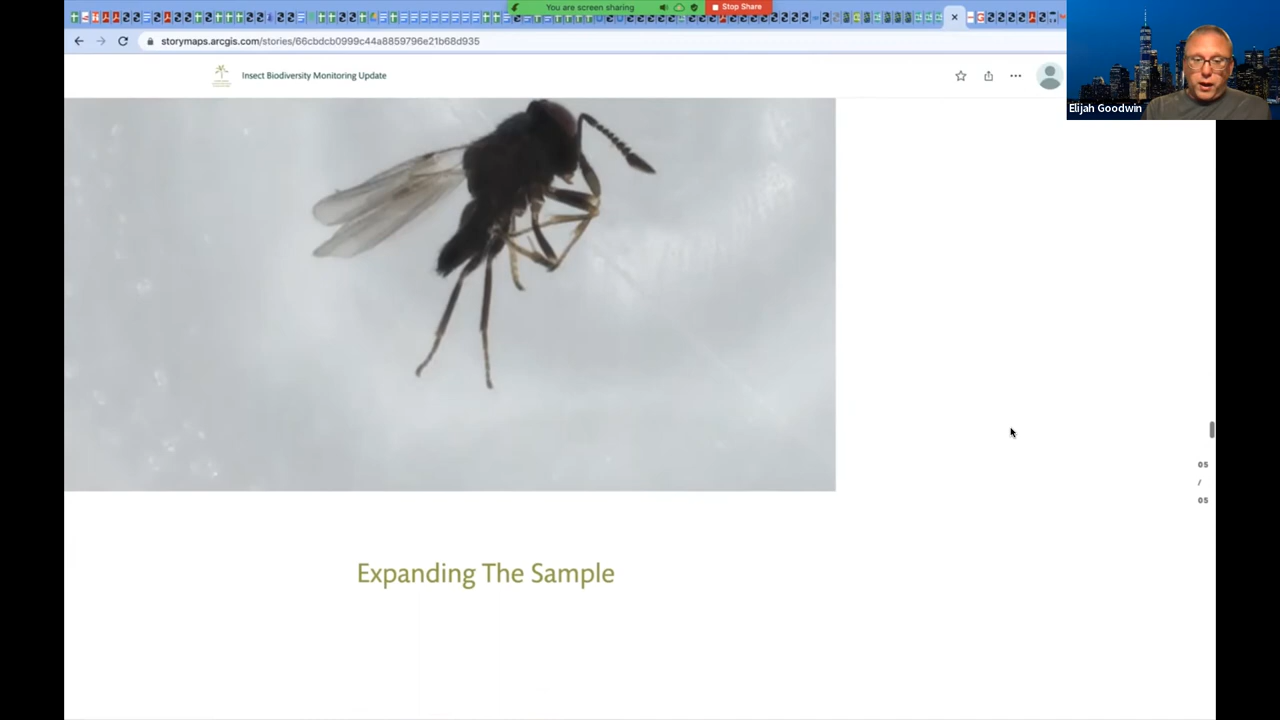 You are screen sharing
Stop Share
storymaps.arcgis.com/stories/66cbdcb0999c44a8859796e21b68d935
Insect Biodiversity Monitoring Update
Elijah Goodwin
05
/
05
Expanding The Sample